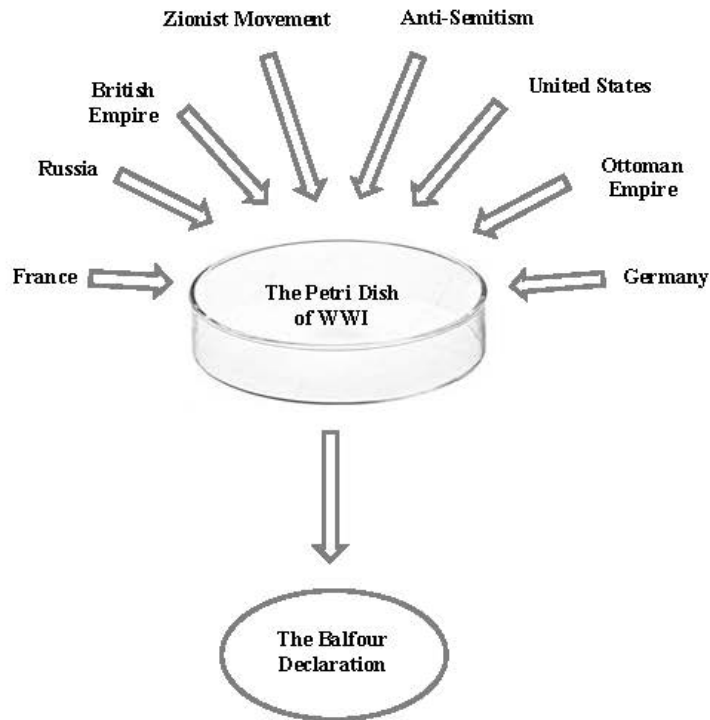 Zionist Movement
Anti-Semitism
British
Empire
United States
Russia
Ottoman
Empire
France
Germany
The Petri Dish
of WWI
The Balfour
Declaration